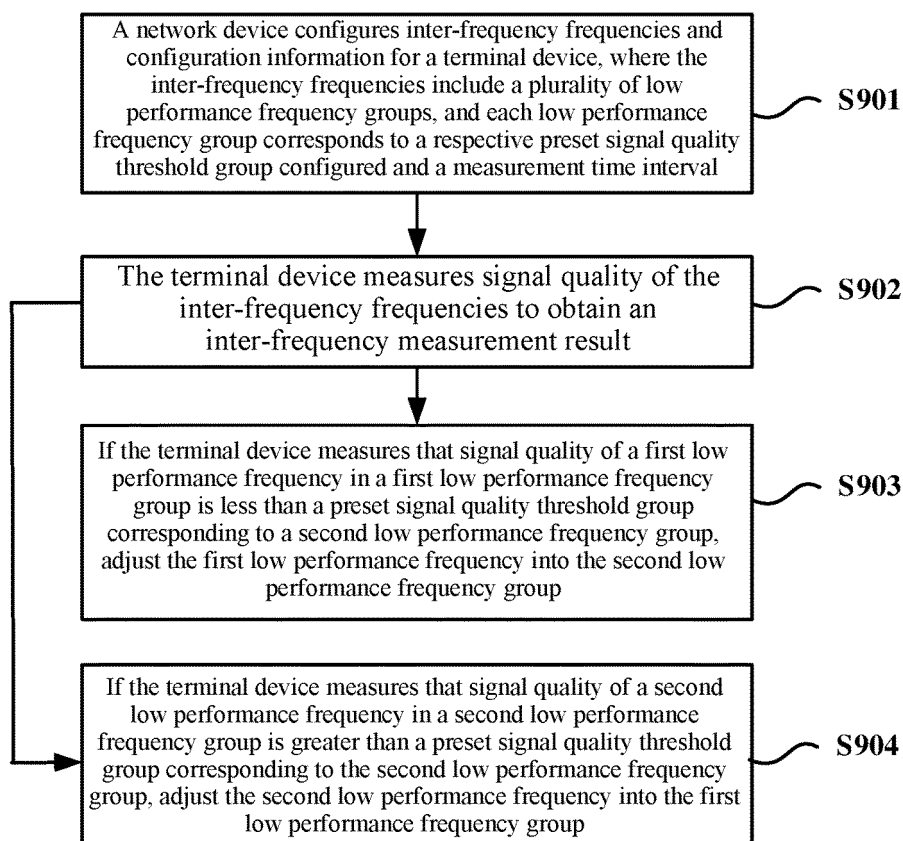 A network device configures inter-frequency frequencies and
configuration information for a terminal device, where the
inter-frequency frequencies include a plurality of low
performance frequency groups, and each low performance
frequency group corresponds to a respective preset signal quality
threshold group configured and a measurement time interval
S901
The terminal device measures signal quality of the
inter-frequency frequencies to obtain an
inter-frequency measurement result
S902
If the terminal device measures that signal quality of a first low
performance frequency in a first low performance frequency
group is less than a preset signal quality threshold group
corresponding to a second low performance frequency group,
adjust the first low performance frequency into the second low
performance frequency group
S903
If the terminal device measures that signal quality of a second
low performance frequency in a second low performance
frequency group is greater than a preset signal quality threshold
group corresponding to the second low performance frequency
group, adjust the second low performance frequency into the first
low performance frequency group
S904